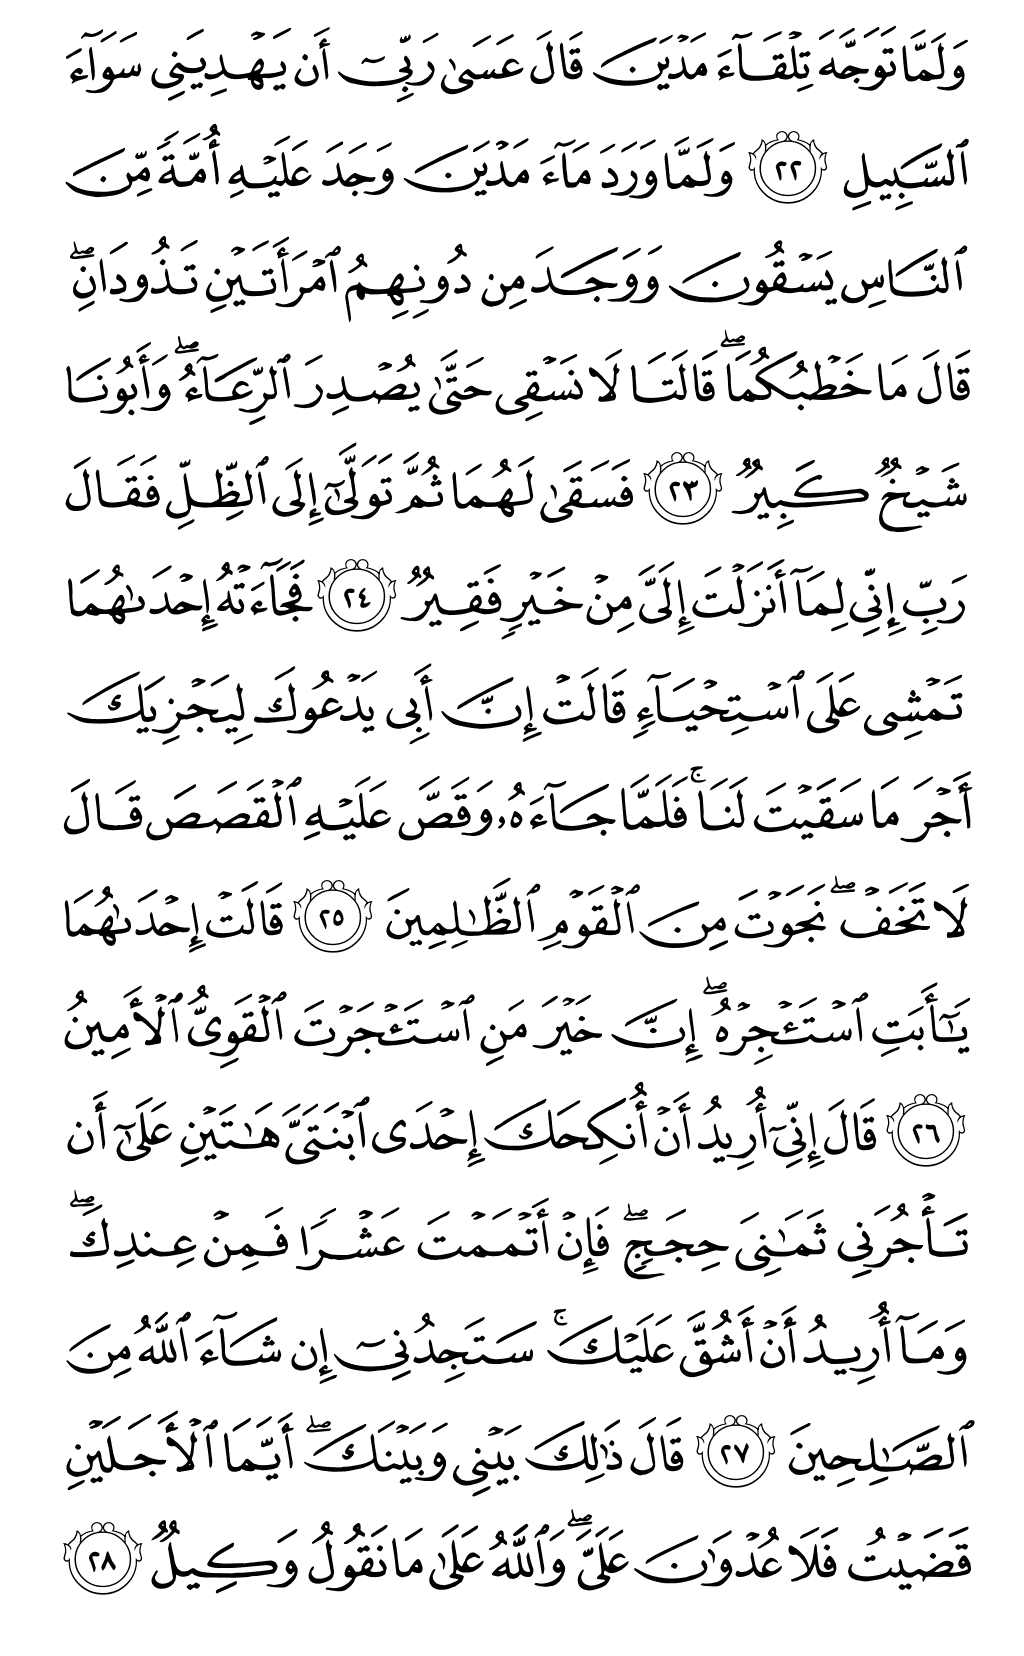 وَلَمَّا تَوَجَّهَ تِلْقَآءَ مَدْيَنَ قَالَ عَسَىٰ رَبِّىٓ أَن يَهْدِيَنِى سَوَآءَ
ٱلسَّبِيلِ ٢٢ وَلَمَّا وَرَدَ مَآءَ مَدْيَنَ وَجَدَ عَلَيْهِ أُمَّةً مِّنَ
ٱلنَّاسِ يَسْقُونَ وَوَجَدَ مِن دُونِهِمُ ٱمْرَأَتَيْنِ تَذُودَانِ ۖ
قَالَ مَا خَطْبُكُمَا ۖ قَالَتَا لَا نَسْقِى حَتَّىٰ يُصْدِرَ ٱلرِّعَآءُ ۖ وَأَبُونَا
شَيْخٌ كَبِيرٌ ٢٣ فَسَقَىٰ لَهُمَا ثُمَّ تَوَلَّىٰٓ إِلَى ٱلظِّلِّ فَقَالَ
رَبِّ إِنِّى لِمَآ أَنزَلْتَ إِلَىَّ مِنْ خَيْرٍ فَقِيرٌ ٢٤ فَجَآءَتْهُ إِحْدَىٰهُمَا
تَمْشِى عَلَى ٱسْتِحْيَآءٍ قَالَتْ إِنَّ أَبِى يَدْعُوكَ لِيَجْزِيَكَ
أَجْرَ مَا سَقَيْتَ لَنَا ۚ فَلَمَّا جَآءَهُۥ وَقَصَّ عَلَيْهِ ٱلْقَصَصَ قَالَ
لَا تَخَفْ ۖ نَجَوْتَ مِنَ ٱلْقَوْمِ ٱلظَّٰلِمِينَ ٢٥ قَالَتْ إِحْدَىٰهُمَا
يَٰٓأَبَتِ ٱسْتَـْٔجِرْهُ ۖ إِنَّ خَيْرَ مَنِ ٱسْتَـْٔجَرْتَ ٱلْقَوِىُّ ٱلْأَمِينُ
٢٦ قَالَ إِنِّىٓ أُرِيدُ أَنْ أُنكِحَكَ إِحْدَى ٱبْنَتَىَّ هَٰتَيْنِ عَلَىٰٓ أَن
تَأْجُرَنِى ثَمَٰنِىَ حِجَجٍ ۖ فَإِنْ أَتْمَمْتَ عَشْرًا فَمِنْ عِندِكَ ۖ
وَمَآ أُرِيدُ أَنْ أَشُقَّ عَلَيْكَ ۚ سَتَجِدُنِىٓ إِن شَآءَ ٱللَّهُ مِنَ
ٱلصَّٰلِحِينَ ٢٧ قَالَ ذَٰلِكَ بَيْنِى وَبَيْنَكَ ۖ أَيَّمَا ٱلْأَجَلَيْنِ
قَضَيْتُ فَلَا عُدْوَٰنَ عَلَىَّ ۖ وَٱللَّهُ عَلَىٰ مَا نَقُولُ وَكِيلٌ ٢٨